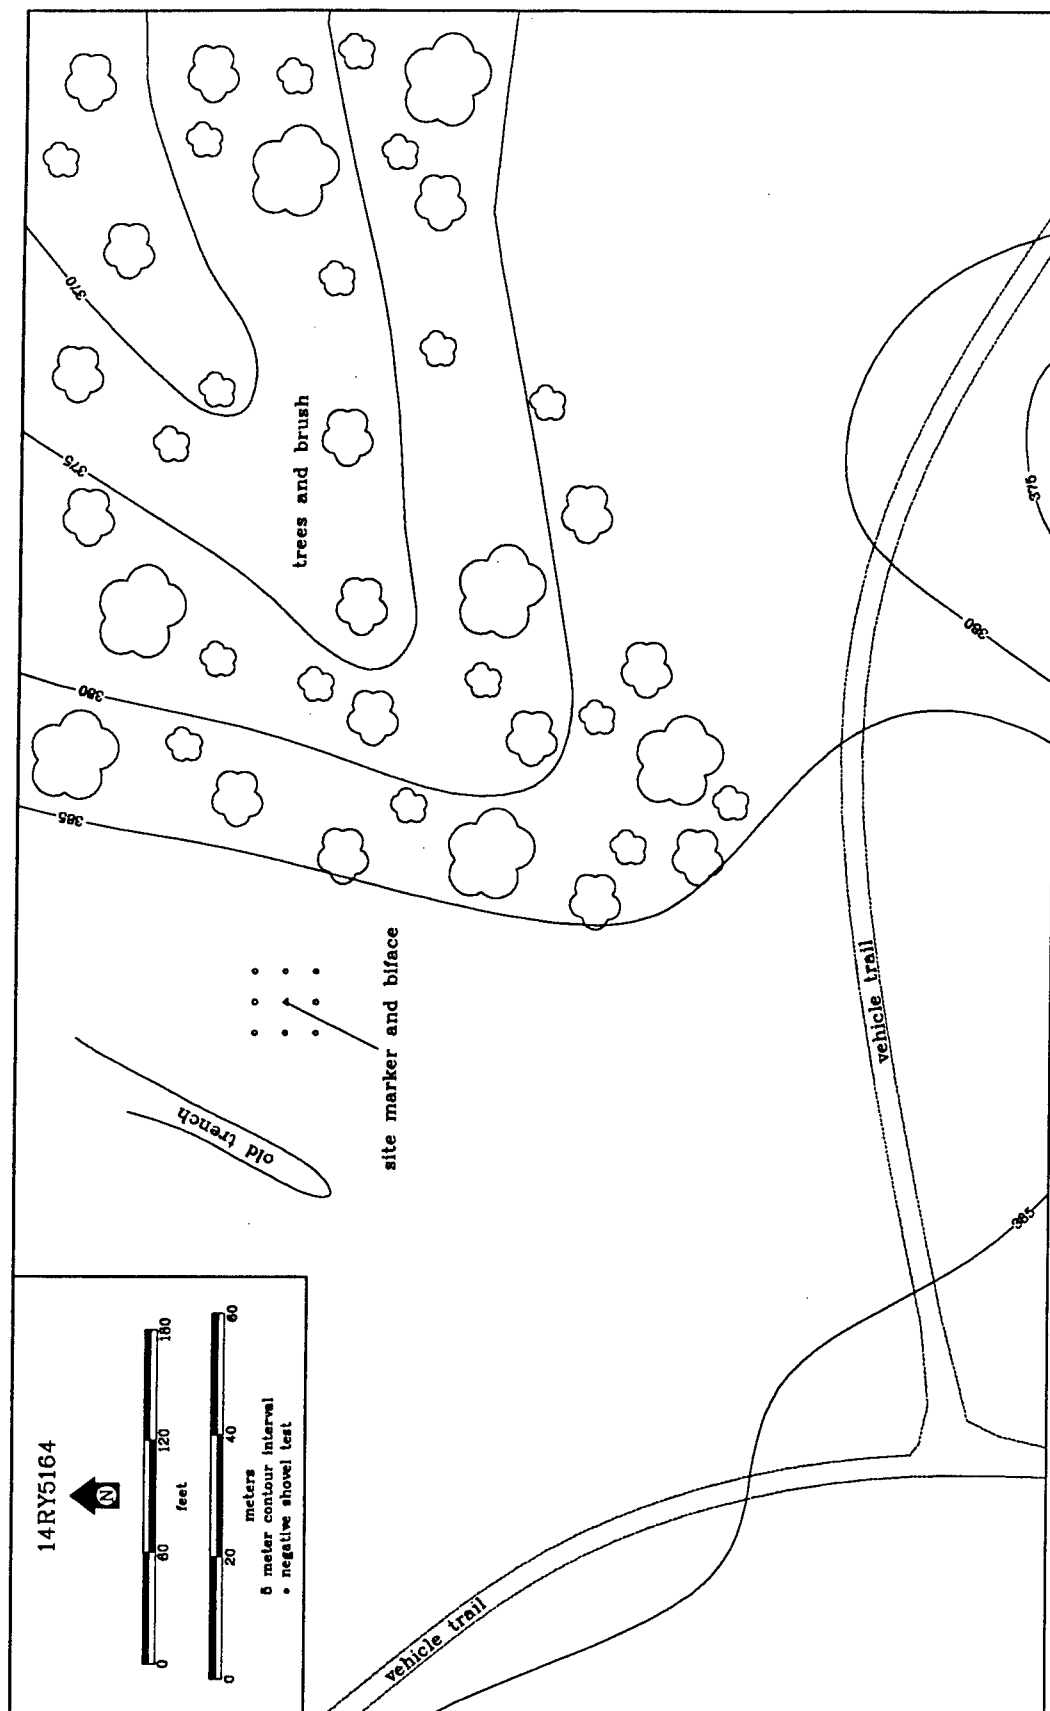 14RY5164
N
0 60 120 180
feet
0 20 40 60
meters
5 meter contour interval
• negative shovel test
old trench
site marker and biface
trees and brush
vehicle trail
vehicle trail
370
375
380
385
375
380
385